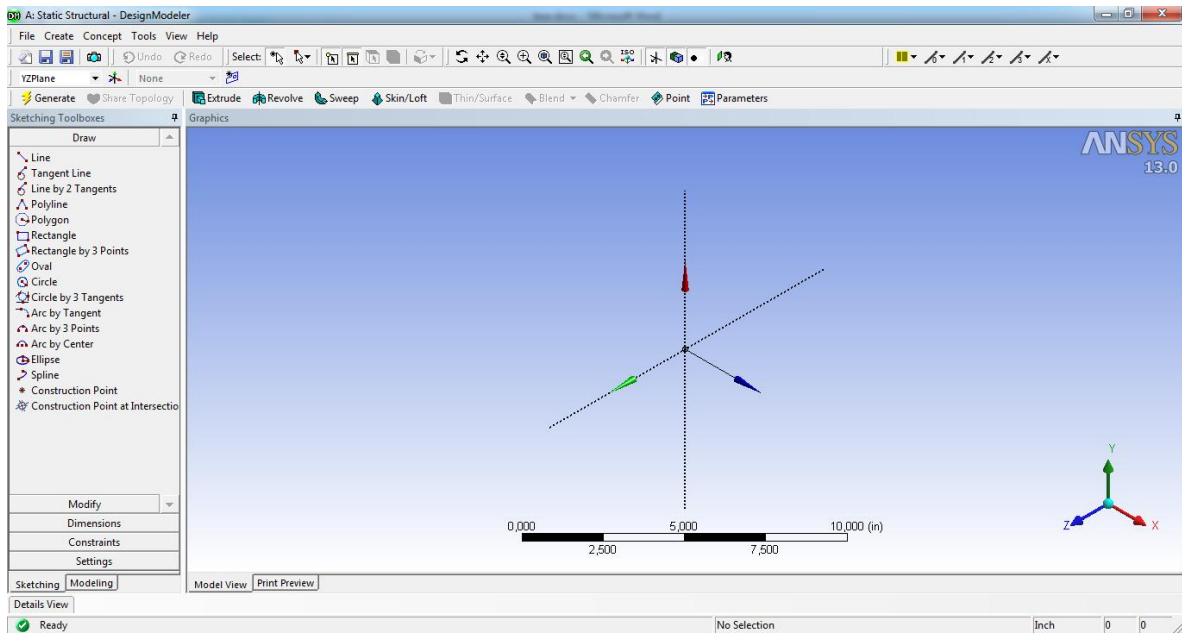 A: Static Structural - DesignModeler
File Create Concept Tools View Help
Undo Redo Select: ISO
YZPlane None
Generate Share Topology Extrude Revolve Sweep Skin/Loft Thin/Surface Blend Chamfer Point Parameters
Sketching Toolboxes Graphics
Draw
Line
Tangent Line
Line by 2 Tangents
Polyline
Polygon
Rectangle
Rectangle by 3 Points
Oval
Circle
Circle by 3 Tangents
Arc by Tangent
Arc by 3 Points
Arc by Center
Ellipse
Spline
Construction Point
Construction Point at Intersectio
Modify
Dimensions
Constraints
Settings
Sketching Modeling
ANSYS
13.0
0,000 5,000 10,000 (in)
2,500 7,500
Y
Z X
Model View Print Preview
Details View
Ready No Selection Inch 0 0